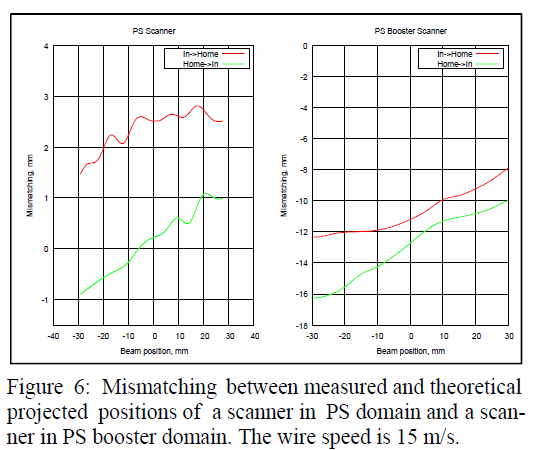 PS Scanner
In->Home
Home->In
4
3
2
1
0
-1
-40 -30 -20 -10 0 10 20 30 40
Mismatching, mm
Beam position, mm
PS Booster Scanner
In->Home
Home->In
0
-2
-4
-6
-8
-10
-12
-14
-16
-18
-30 -20 -10 0 10 20 30
Mismatching, mm
Beam position, mm
Figure 6: Mismatching between measured and theoretical
projected positions of a scanner in PS domain and a scan-
ner in PS booster domain. The wire speed is 15 m/s.